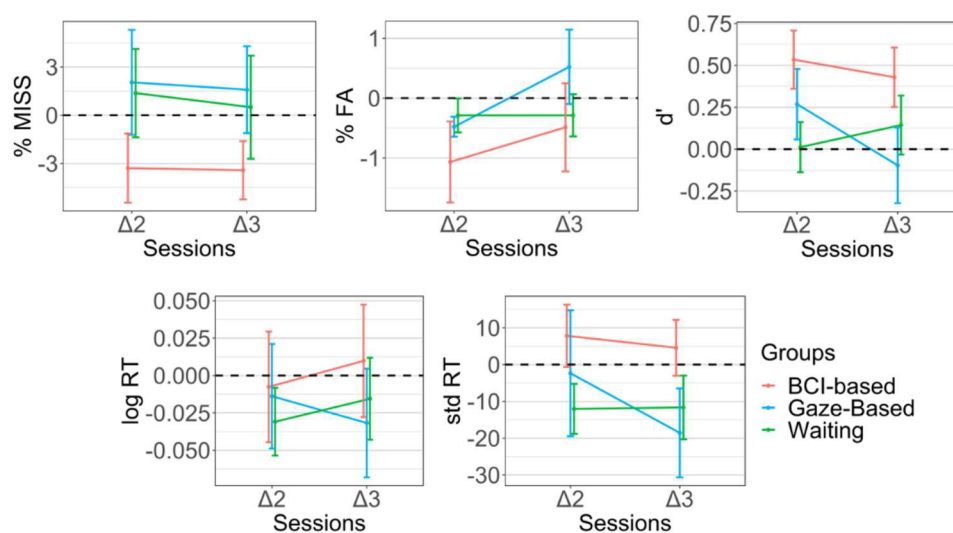 % MISS
3
0
-3
Δ2
Δ3
Sessions
% FA
1
0
-1
Δ2
Δ3
Sessions
d'
0.75
0.50
0.25
0.00
-0.25
Δ2
Δ3
Sessions
log RT
0.050
0.025
0.000
-0.025
-0.050
Δ2
Δ3
Sessions
std RT
10
0
-10
-20
-30
Δ2
Δ3
Sessions
Groups
BCI-based
Gaze-Based
Waiting